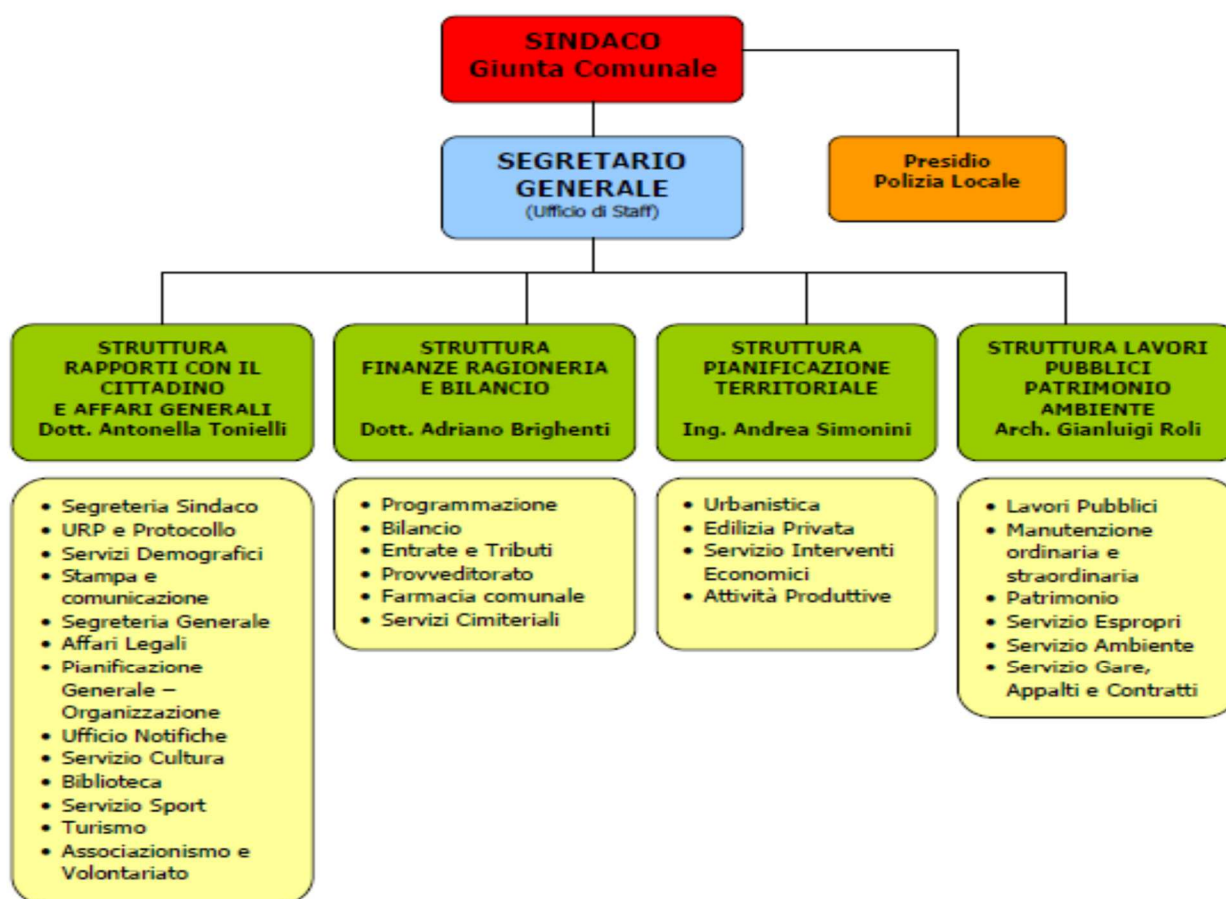 SINDACO
Giunta Comunale
SEGRETARIO
GENERALE
(Ufficio di Staff)
Presidio
Polizia Locale
STRUTTURA
RAPPORTI CON IL
CITTADINO
E AFFARI GENERALI
Dott. Antonella Tonielli
STRUTTURA
FINANZE RAGIONERIA
E BILANCIO
Dott. Adriano Brighenti
STRUTTURA
PIANIFICAZIONE
TERRITORIALE
Ing. Andrea Simonini
STRUTTURA LAVORI
PUBBLICI
PATRIMONIO
AMBIENTE
Arch. Gianluigi Roli
• Segreteria Sindaco
• URP e Protocollo
• Servizi Demografici
• Stampa e
comunicazione
• Segreteria Generale
• Affari Legali
• Pianificazione
Generale –
Organizzazione
• Ufficio Notifiche
• Servizio Cultura
• Biblioteca
• Servizio Sport
• Turismo
• Associazionismo e
Volontariato
• Programmazione
• Bilancio
• Entrate e Tributi
• Provveditorato
• Farmacia comunale
• Servizi Cimiteriali
• Urbanistica
• Edilizia Privata
• Servizio Interventi
Economici
• Attività Produttive
• Lavori Pubblici
• Manutenzione
ordinaria e
straordinaria
• Patrimonio
• Servizio Espropri
• Servizio Ambiente
• Servizio Gare,
Appalti e Contratti